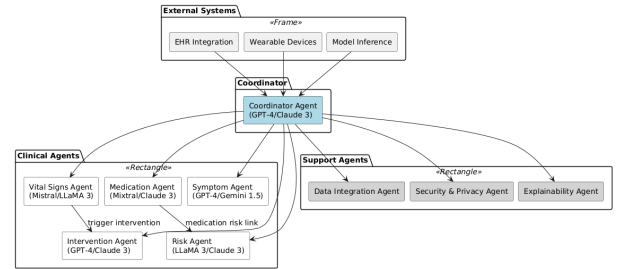 External Systems
«Frame»
EHR Integration
Wearable Devices
Model Inference
Coordinator
Coordinator Agent
(GPT-4/Claude 3)
Clinical Agents
«Rectangle»
Vital Signs Agent
(Mistral/LLaMA 3)
Medication Agent
(Mixtral/Claude 3)
Symptom Agent
(GPT-4/Gemini 1.5)
trigger intervention
medication risk link
Intervention Agent
(GPT-4/Claude 3)
Risk Agent
(LLaMA 3/Claude 3)
Support Agents
«Rectangle»
Data Integration Agent
Security & Privacy Agent
Explainability Agent